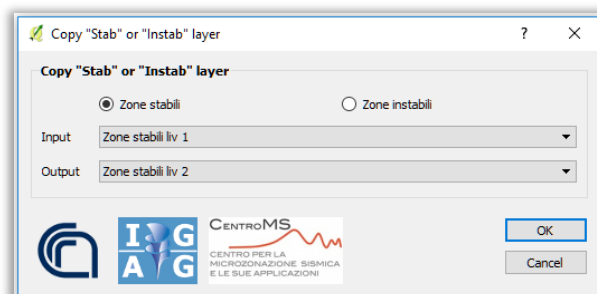 Copy "Stab" or "Instab" layer ? ×
Copy "Stab" or "Instab" layer
Zone stabili Zone instabili
Input Zone stabili liv 1
Output Zone stabili liv 2
CNR
I G
A G
CENTROMS
CENTRO PER LA
MICROZONAZIONE SISMICA
E LE SUE APPLICAZIONI
OK
Cancel